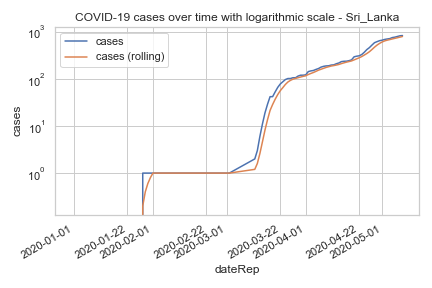 COVID-19 cases over time with logarithmic scale - Sri_Lanka
cases
cases (rolling)
10³
10²
10¹
10⁰
cases
2020-01-01
2020-01-22
2020-02-01
2020-02-22
2020-03-01
2020-03-22
2020-04-01
2020-04-22
2020-05-01
dateRep